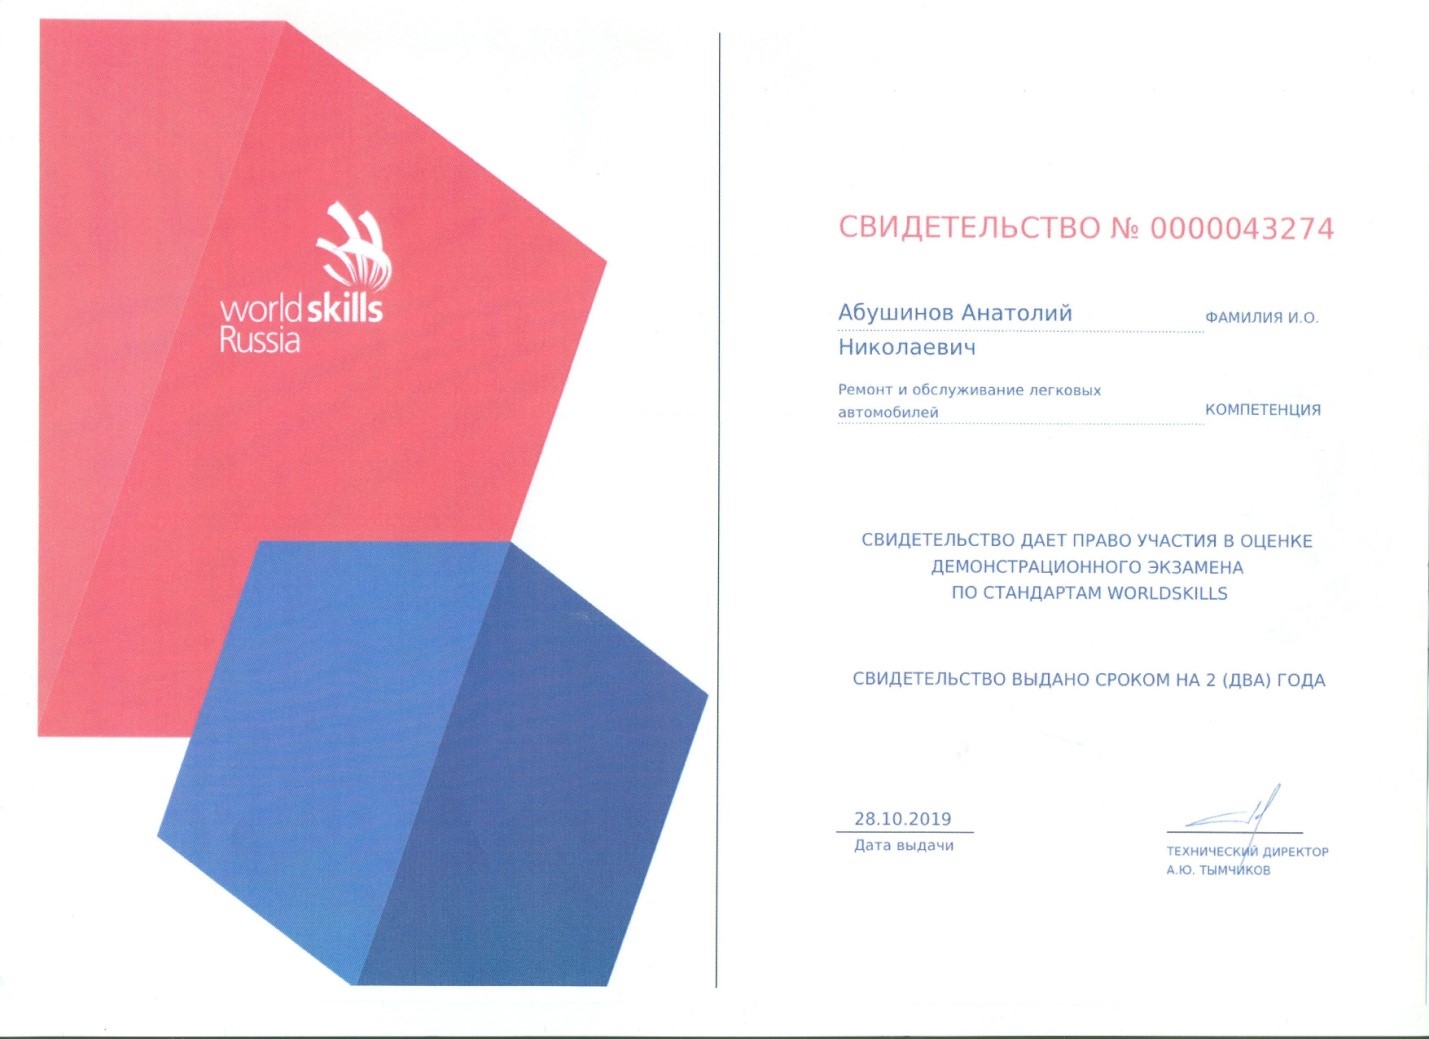 world skills
Russia
СВИДЕТЕЛЬСТВО № 0000043274
Абушинов Анатолий
ФАМИЛИЯ И.О.
Николаевич
Ремонт и обслуживание легковых
автомобилей
КОМПЕТЕНЦИЯ
СВИДЕТЕЛЬСТВО ДАЕТ ПРАВО УЧАСТИЯ В ОЦЕНКЕ
ДЕМОНСТРАЦИОННОГО ЭКЗАМЕНА
ПО СТАНДАРТАМ WORLDSKILLS
СВИДЕТЕЛЬСТВО ВЫДАНО СРОКОМ НА 2 (ДВА) ГОДА
28.10.2019
Дата выдачи
ТЕХНИЧЕСКИЙ ДИРЕКТОР
А.Ю. ТЫМЧИКОВ